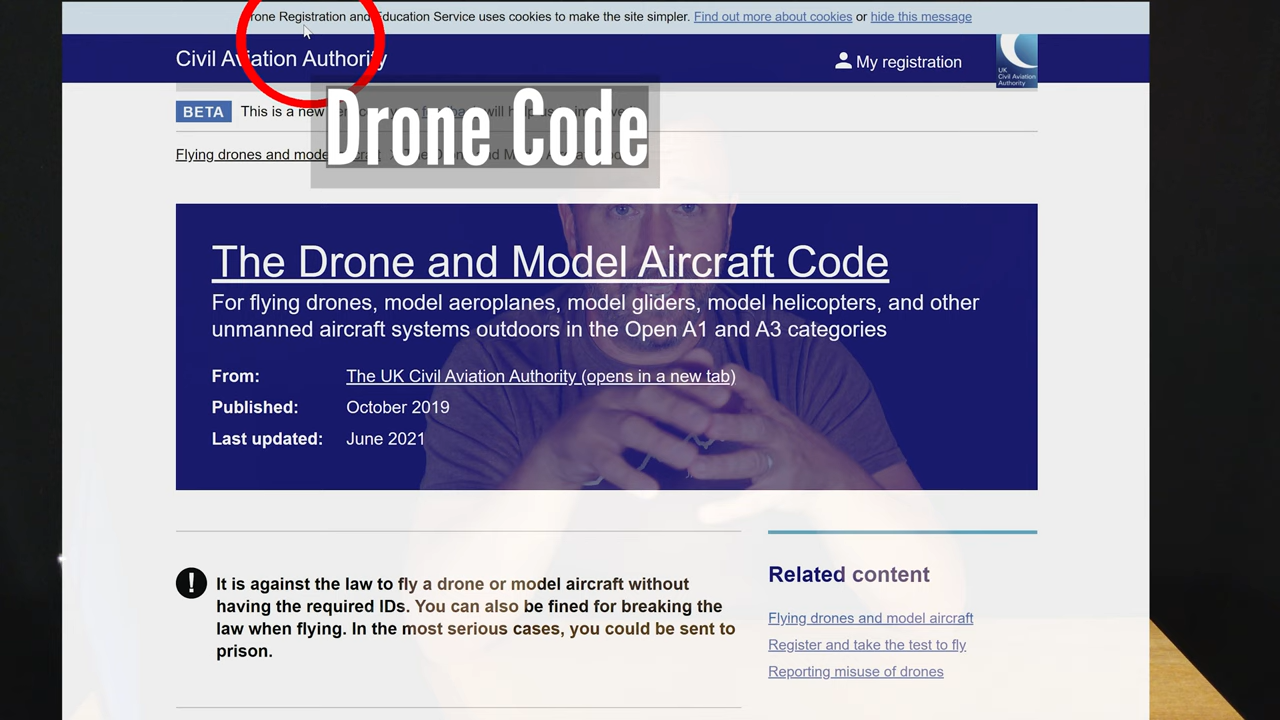 rone Registration and Education Service uses cookies to make the site simpler. Find out more about cookies or hide this message
Civil Aviation Authority
My registration
UK
Civil Aviation
Authority
BETA This is a new
Drone Code
Flying drones and mode
The Drone and Model Aircraft Code
For flying drones, model aeroplanes, model gliders, model helicopters, and other
unmanned aircraft systems outdoors in the Open A1 and A3 categories
From: The UK Civil Aviation Authority (opens in a new tab)
Published: October 2019
Last updated: June 2021
It is against the law to fly a drone or model aircraft without
having the required IDs. You can also be fined for breaking the
law when flying. In the most serious cases, you could be sent to
prison.
Related content
Flying drones and model aircraft
Register and take the test to fly
Reporting misuse of drones